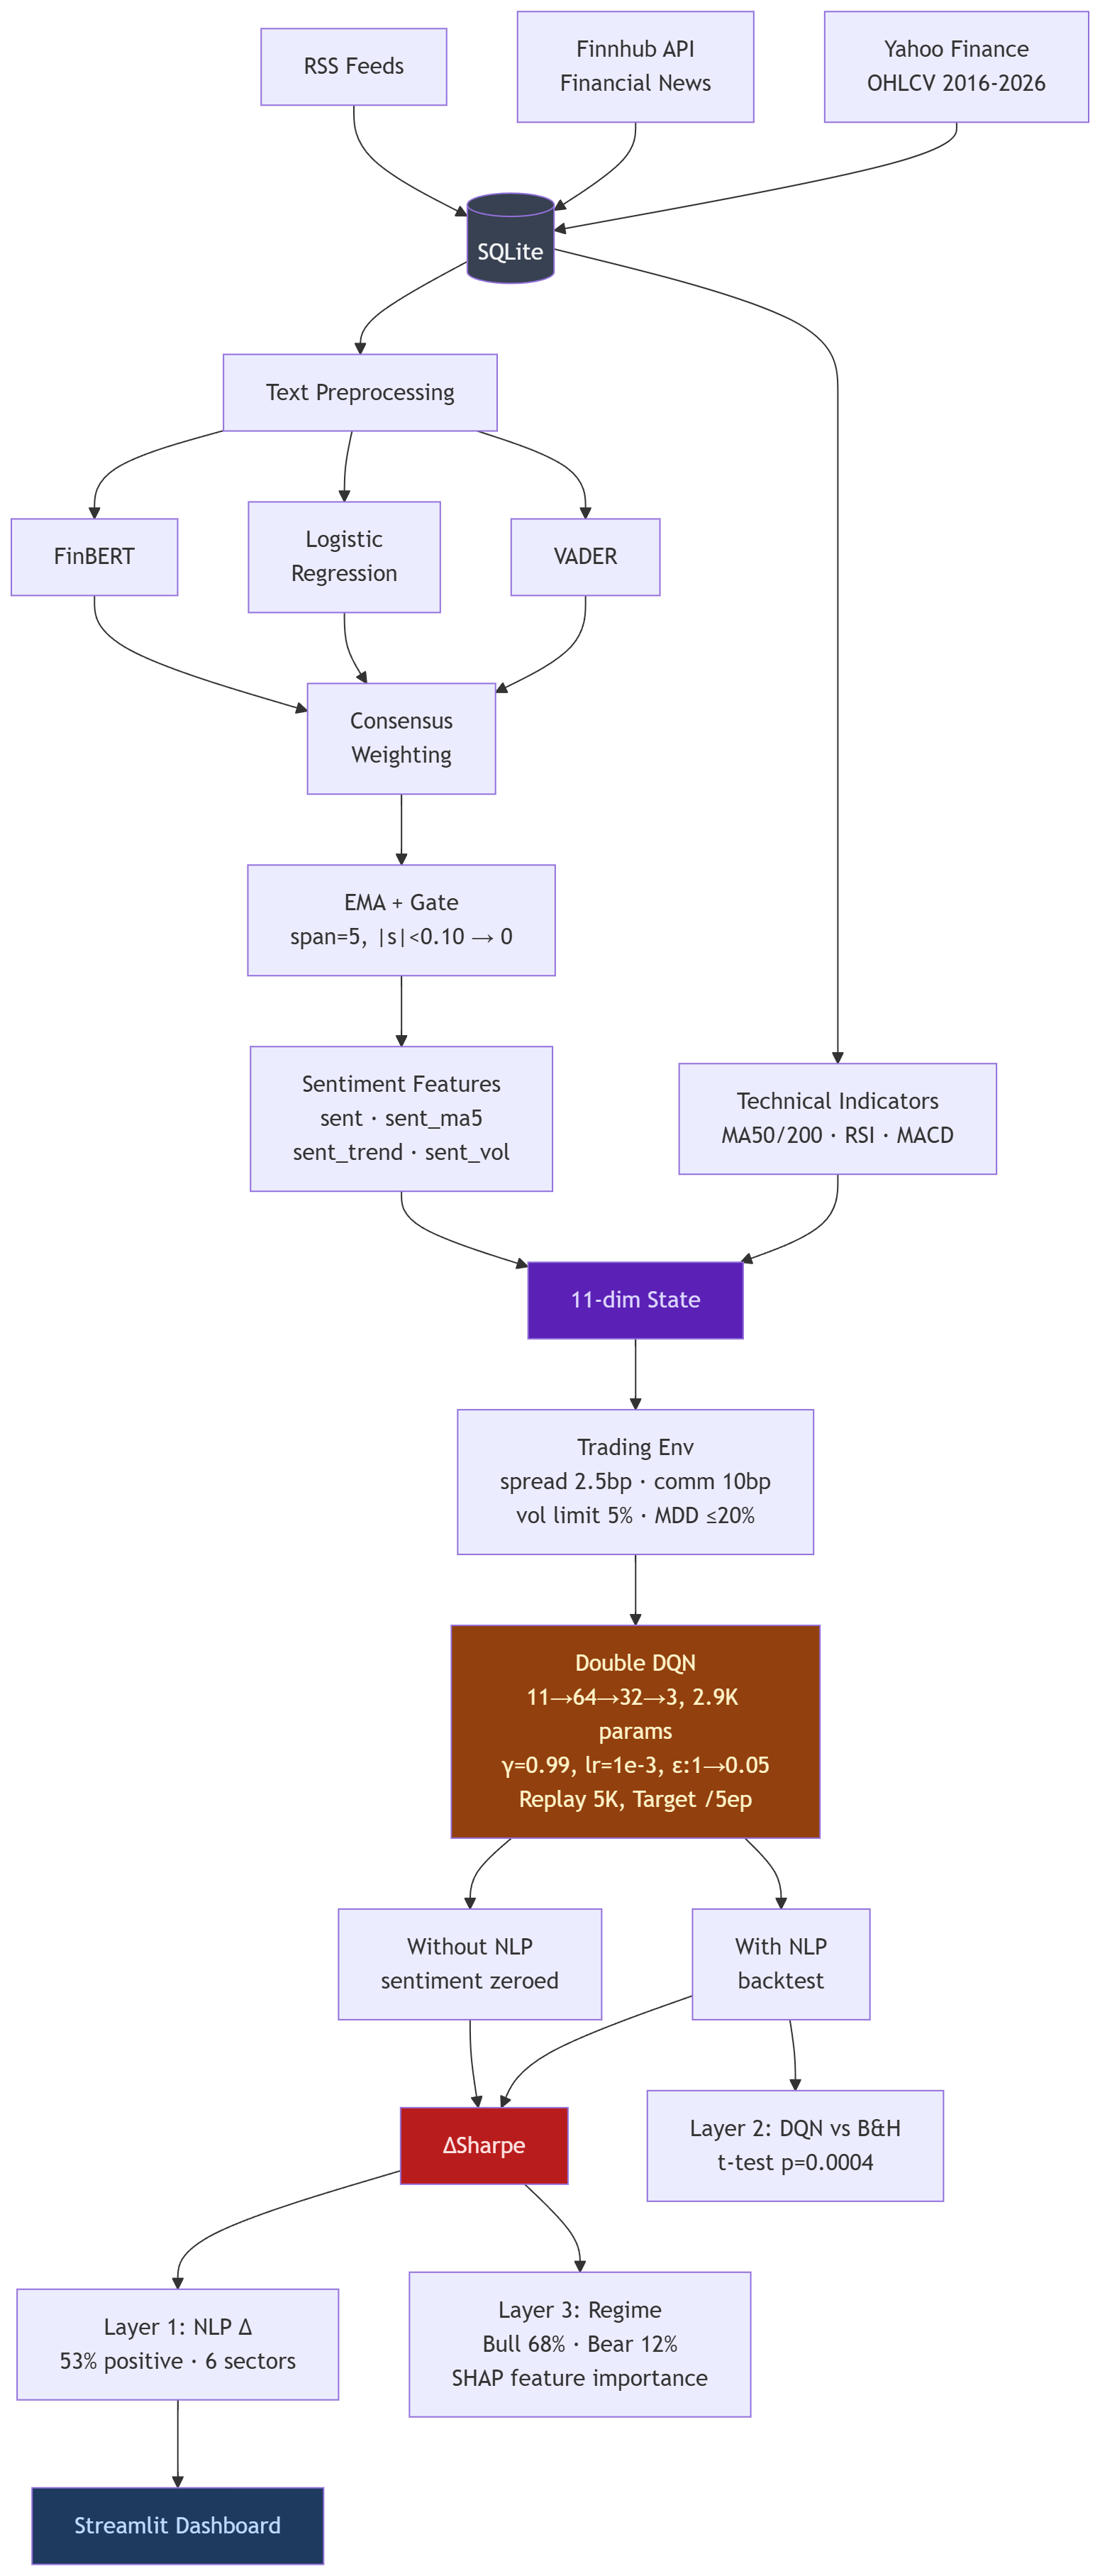 RSS Feeds
Finnhub API
Financial News
Yahoo Finance
OHLCV 2016-2026
SQLite
Text Preprocessing
FinBERT
Logistic
Regression
VADER
Consensus
Weighting
EMA + Gate
span=5, |s|<0.10 → 0
Sentiment Features
sent · sent_ma5
sent_trend · sent_vol
Technical Indicators
MA50/200 · RSI · MACD
11-dim State
Trading Env
spread 2.5bp · comm 10bp
vol limit 5% · MDD ≤20%
Double DQN
11→64→32→3, 2.9K
params
γ=0.99, lr=1e-3, ε:1→0.05
Replay 5K, Target /5ep
Without NLP
sentiment zeroed
With NLP
backtest
ΔSharpe
Layer 2: DQN vs B&H
t-test p=0.0004
Layer 1: NLP Δ
53% positive · 6 sectors
Layer 3: Regime
Bull 68% · Bear 12%
SHAP feature importance
Streamlit Dashboard